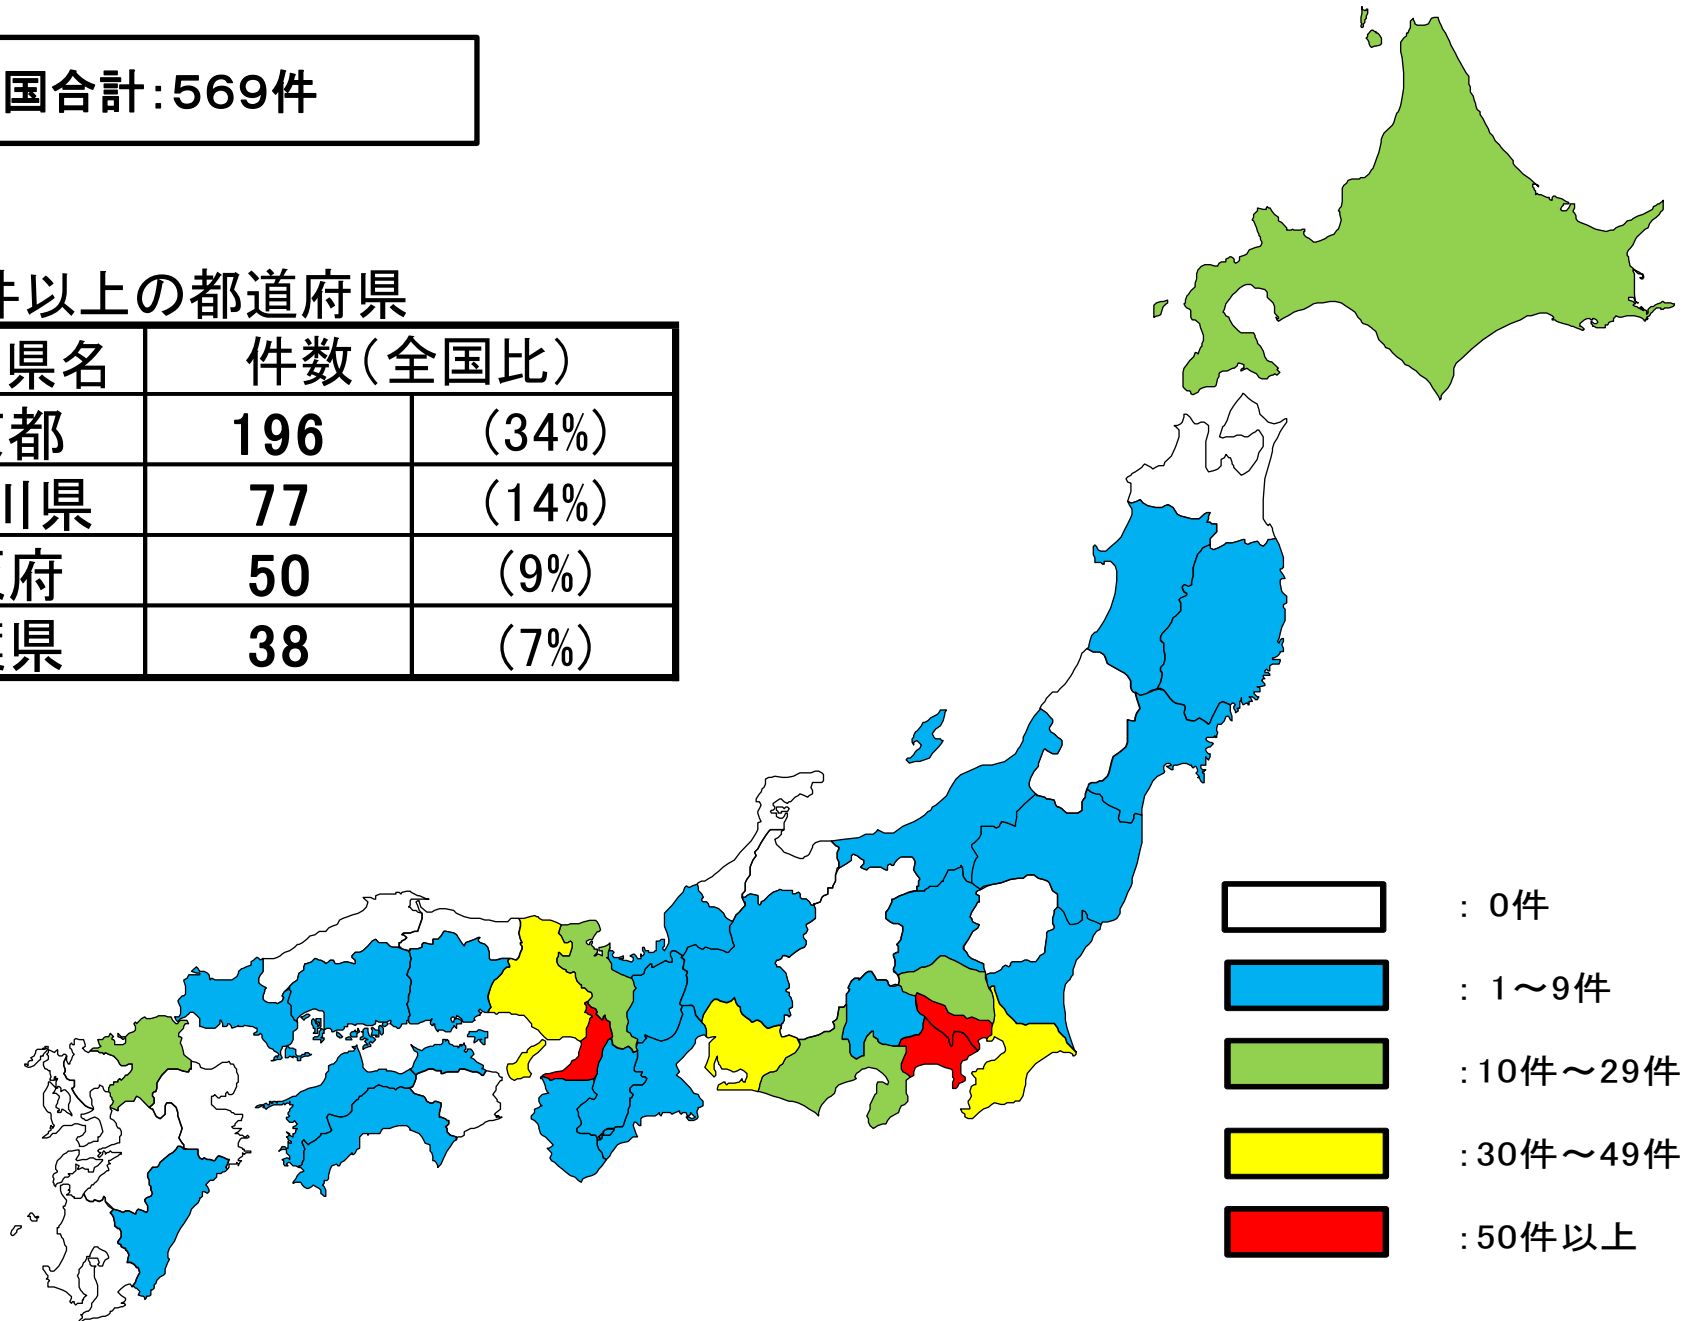 国合計:569件
件以上の都道府県
県名 件数(全国比)
都 196 (34%)
川県 77 (14%)
府 50 (9%)
県 38 (7%)
: 0件
: 1～9件
:10件～29件
:30件～49件
:50件以上